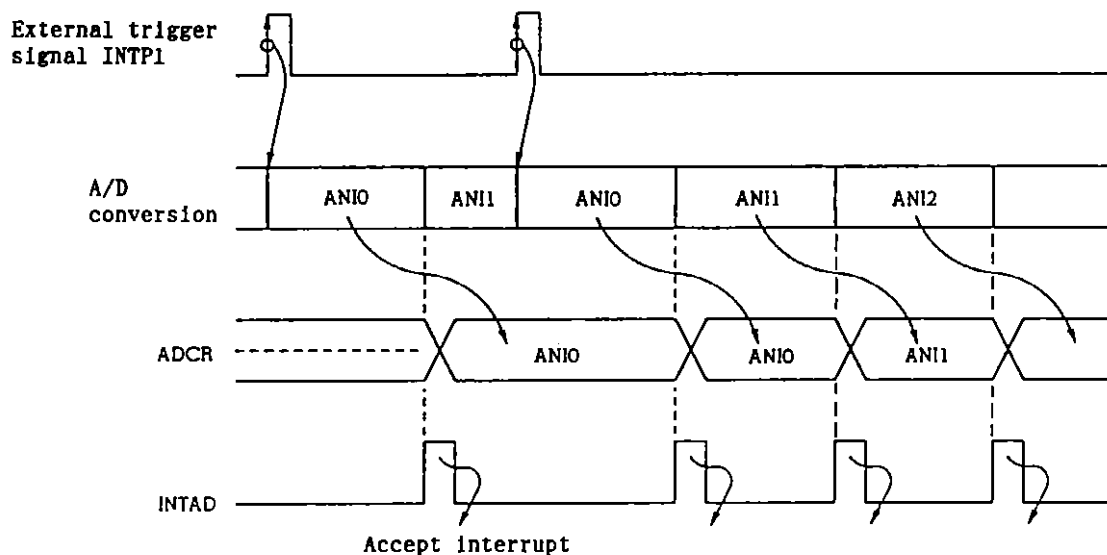 External trigger
signal INTP1
A/D
conversion
ANI0 ANI1 ANI0 ANI1 ANI2
ADCR
ANI0 ANI0 ANI1
INTAD
Accept interrupt